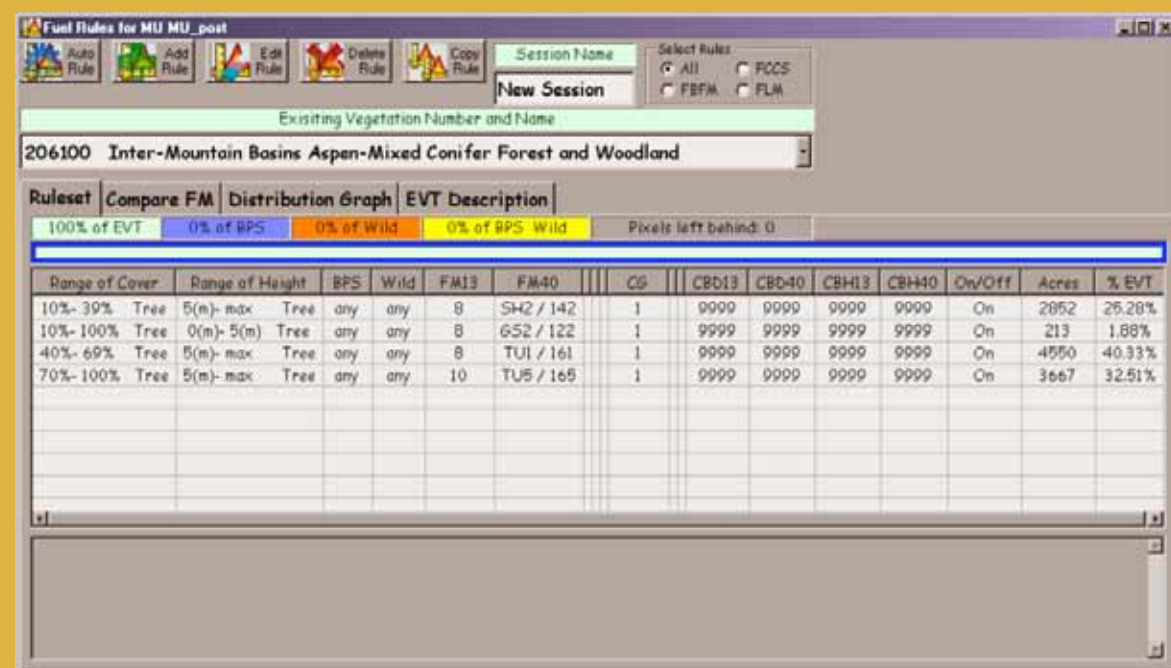 Fuel Rules for MU MU_post
Auto Rule Add Rule Edit Rule Delete Rule Copy Rule
Session Name
New Session
Select Rules
All FCCS
FBFM FLM
Exisiting Vegetation Number and Name
206100 Inter-Mountain Basins Aspen-Mixed Conifer Forest and Woodland
Ruleset Compare FM Distribution Graph EVT Description
100% of EVT 0% of BPS 0% of Wild 0% of BPS Wild Pixels left behind: 0
Range of Cover Range of Height BPS Wild FM13 FM40 CG CBD13 CBD40 CBH13 CBH40 On/Off Acres % EVT
10%- 39% Tree 5(m)- max Tree any any 8 SH2 / 142 1 9999 9999 9999 9999 On 2852 25.28%
10%- 100% Tree 0(m)- 5(m) Tree any any 8 GS2 / 122 1 9999 9999 9999 9999 On 213 1.88%
40%- 69% Tree 5(m)- max Tree any any 8 TU1 / 161 1 9999 9999 9999 9999 On 4550 40.33%
70%- 100% Tree 5(m)- max Tree any any 10 TU5 / 165 1 9999 9999 9999 9999 On 3667 32.51%